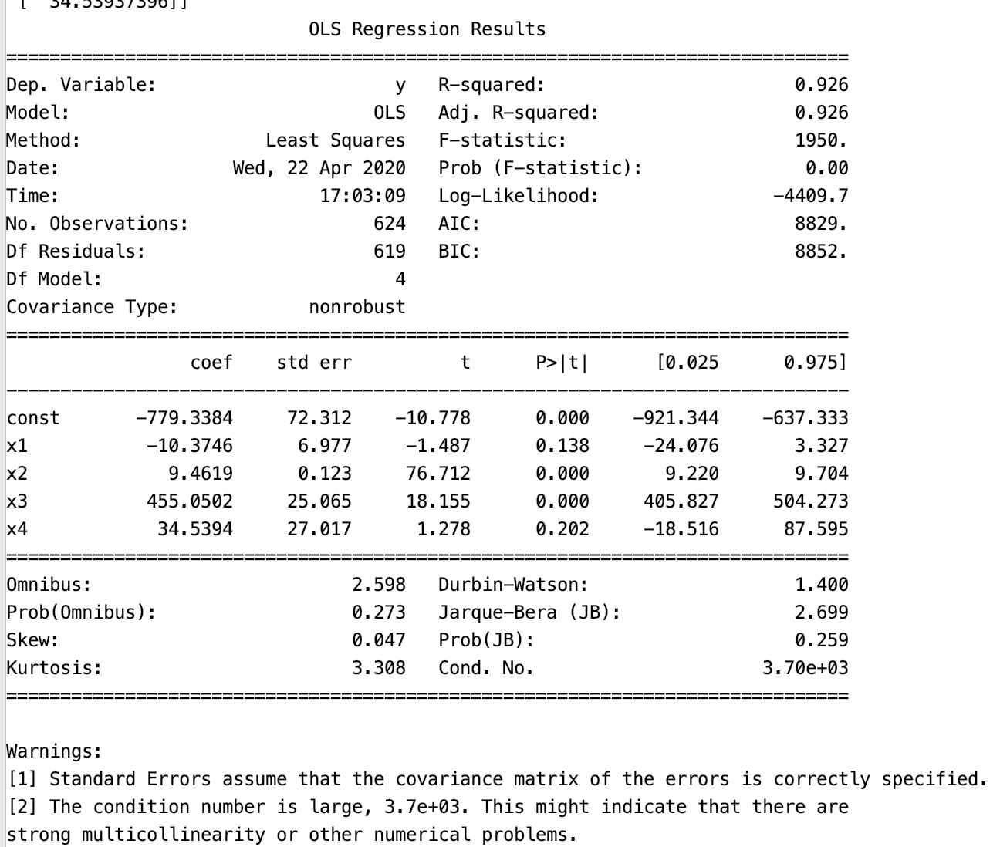 [  34.53937396]]
OLS Regression Results
==============================================================================
Dep. Variable:                      y   R-squared:                       0.926
Model:                            OLS   Adj. R-squared:                  0.926
Method:                 Least Squares   F-statistic:                     1950.
Date:                Wed, 22 Apr 2020   Prob (F-statistic):               0.00
Time:                        17:03:09   Log-Likelihood:                -4409.7
No. Observations:                 624   AIC:                             8829.
Df Residuals:                     619   BIC:                             8852.
Df Model:                           4
Covariance Type:            nonrobust
==============================================================================
                 coef    std err          t      P>|t|      [0.025      0.975]
------------------------------------------------------------------------------
const       -779.3384     72.312    -10.778      0.000    -921.344    -637.333
x1           -10.3746      6.977     -1.487      0.138     -24.076       3.327
x2             9.4619      0.123     76.712      0.000       9.220       9.704
x3           455.0502     25.065     18.155      0.000     405.827     504.273
x4            34.5394     27.017      1.278      0.202     -18.516      87.595
==============================================================================
Omnibus:                        2.598   Durbin-Watson:                   1.400
Prob(Omnibus):                  0.273   Jarque-Bera (JB):                2.699
Skew:                           0.047   Prob(JB):                        0.259
Kurtosis:                       3.308   Cond. No.                     3.70e+03
==============================================================================
Warnings:
[1] Standard Errors assume that the covariance matrix of the errors is correctly specified.
[2] The condition number is large, 3.7e+03. This might indicate that there are
strong multicollinearity or other numerical problems.